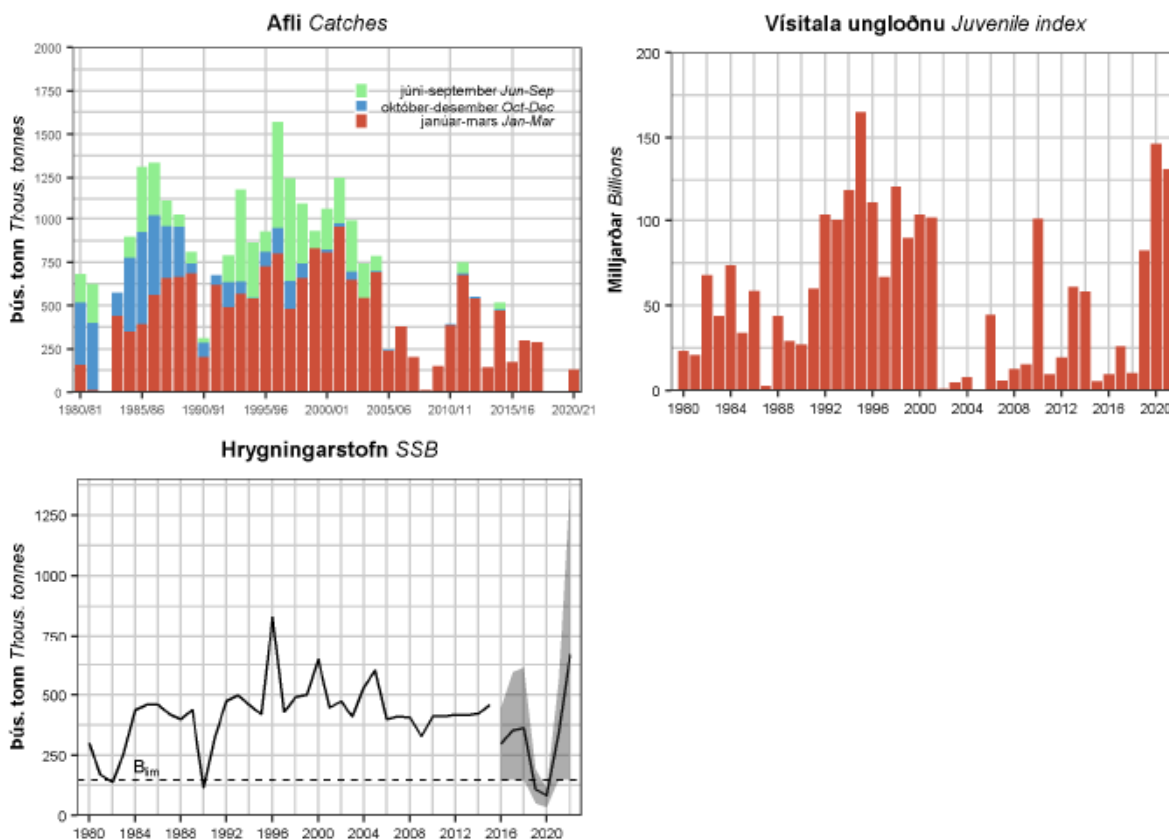 Afli Catches
Þús. tonn Thous. tonnes
2000
1750
1500
1250
1000
750
500
250
0
júní-september Jun-Sep
október-desember Oct-Dec
janúar-mars Jan-Mar
1980/81 1985/86 1990/91 1995/96 2000/01 2005/06 2010/11 2015/16 2020/21
Vísitala ungloðnu Juvenile index
Milljarðar Billions
200
150
100
50
0
1980 1984 1988 1992 1996 2000 2004 2008 2012 2016 2020
Hrygningarstofn SSB
Þús. tonn Thous. tonnes
1250
1000
750
500
250
0
Blim
1980 1984 1988 1992 1996 2000 2004 2008 2012 2016 2020